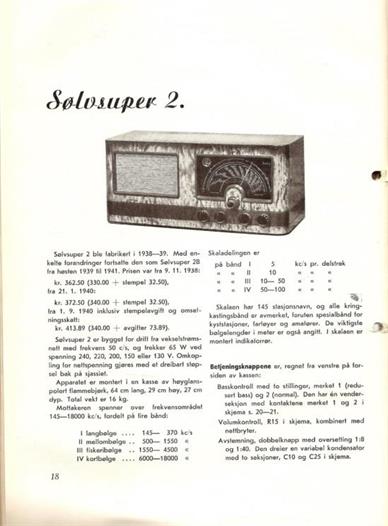 Sølvsuper 2.
Sølvsuper 2 ble fabrikert i 1938—39. Med en-
kelte forandringer fortsatte den som Sølvsuper 2B
fra høsten 1939 til 1941. Prisen var fra 9. 11. 1938:
kr. 362.50 (330.00 + stempel 32.50),
fra 21. 1. 1940:
kr. 372.50 (340.00 + stempel 32.50),
fra 1. 9. 1940 inklusiv stempelavgift og omset-
ningsskatt:
kr. 413.89 (340.00 + avgifter 73.89).
Sølvsuper 2 er bygget for drift fra vekselstrøms-
nett med frekvens 50 c/s, og trekker 65 W ved
spenning 240, 220, 200, 150 eller 130 V. Omkop-
ling for nettspenning gjøres med et dreibart støp-
sel bak på sjassiet.
Apparatet er montert i en kasse av høyglans-
polert flammebjerk, 64 cm lang, 29 cm høy, 27 cm
dyp. Total vekt er 16 kg.
Mottakeren spenner over frekvensområdet
145—18000 kc/s, fordelt på fire bånd:
I langbølge .... 145— 370 kc/s
II mellombølge .. 500— 1550 «
III fiskeribølge .. 1550— 4500 «
IV kortbølge .... 6000—18000 «
18
Skaladelingen er
på bånd I 5 kc/s pr. delstrek
« « II 10 « « «
« « III 10— 50 « « «
« « IV 50—100 « « «
Skalaen har 145 stasjonsnavn, og alle kring-
kastingsbånd er avmerket, foruten spesialbånd for
kyststasjoner, farøyer og amatører. De viktigste
bølgelengder i meter er også angitt. I skalaen er
montert indikatorrør.
Betjeningsknappene er, regnet fra venstre på for-
siden av kassen:
Basskontroll med to stillinger, merket 1 (redu-
sert bass) og 2 (normal). Den har én vender-
seksjon med kontaktene merket 1 og 2 i
skjema s. 20—21.
Volumkontroll, R15 i skjema, kombinert med
nettbryter.
Avstemning, dobbelknapp med oversetting 1:8
og 1:40. Den dreier en variabel kondensator
med to seksjoner, C10 og C25 i skjema.